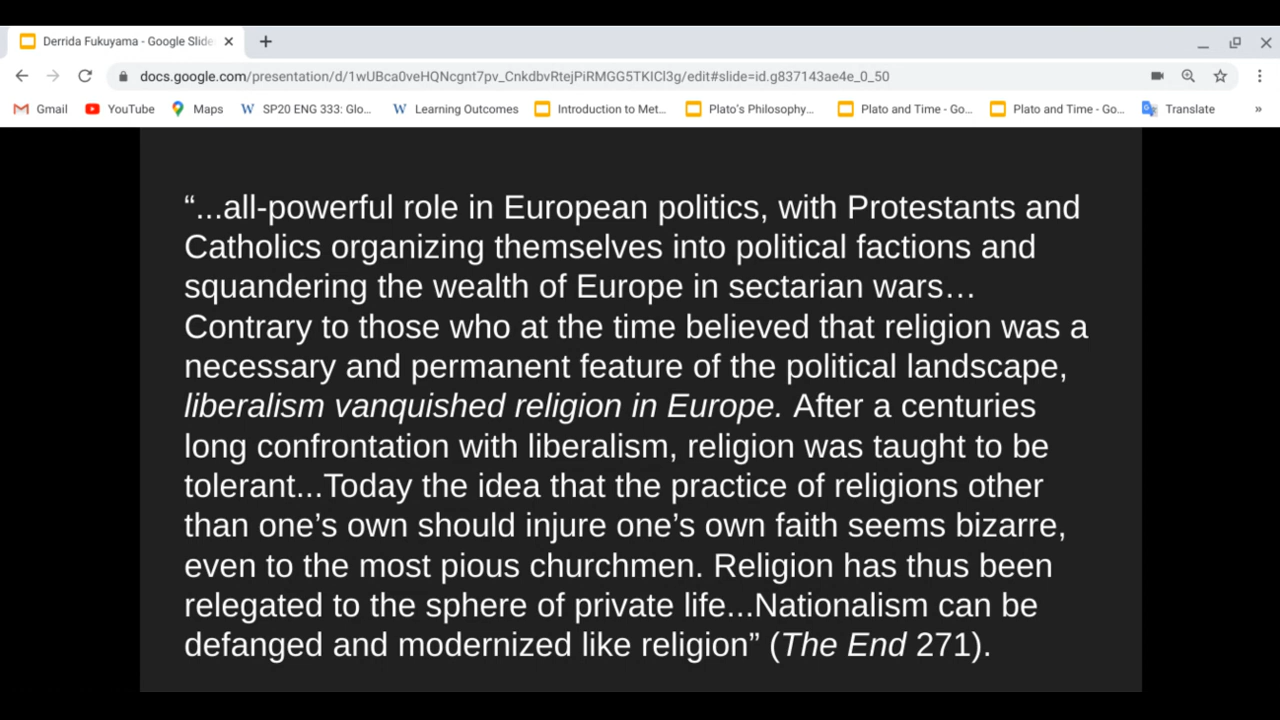 Derrida Fukuyama - Google Slide
docs.google.com/presentation/d/1wUBca0veHQNcgnt7pv_CnkdbvRtejPiRMGG5TKICl3g/edit#slide=id.g837143ae4e_0_50
Gmail YouTube Maps SP20 ENG 333: Glo... Learning Outcomes Introduction to Met... Plato's Philosophy... Plato and Time - Go... Plato and Time - Go... Translate »
“...all-powerful role in European politics, with Protestants and
Catholics organizing themselves into political factions and
squandering the wealth of Europe in sectarian wars…
Contrary to those who at the time believed that religion was a
necessary and permanent feature of the political landscape,
liberalism vanquished religion in Europe. After a centuries
long confrontation with liberalism, religion was taught to be
tolerant...Today the idea that the practice of religions other
than one’s own should injure one’s own faith seems bizarre,
even to the most pious churchmen. Religion has thus been
relegated to the sphere of private life...Nationalism can be
defanged and modernized like religion” (The End 271).